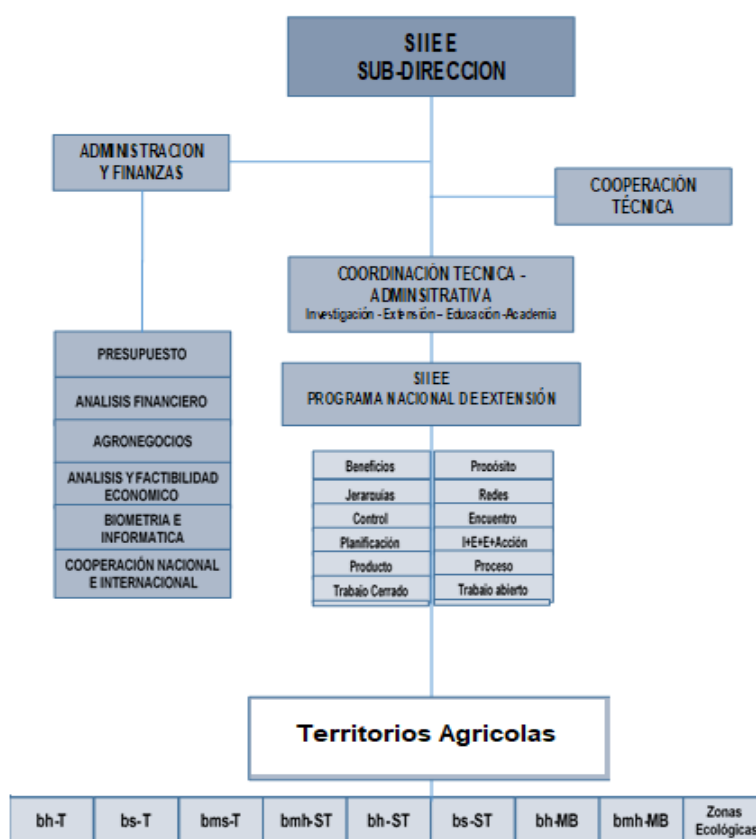 SIIEE
SUB-DIRECCION
ADMINISTRACION
Y FINANZAS
COOPERACIÓN
TÉCNICA
COORDINACIÓN TECNICA -
ADMINSITRATIVA
Investigación -Extensión – Educación -Academia
SIIEE
PROGRAMA NACIONAL DE EXTENSIÓN
PRESUPUESTO
ANALISIS FINANCIERO
AGRONEGOCIOS
ANALISIS Y FACTIBILIDAD
ECONOMICO
BIOMETRIA E
INFORMATICA
COOPERACIÓN NACIONAL
E INTERNACIONAL
Beneficios
Propósito
Jerarquías
Redes
Control
Encuentro
Planificación
I+E+E+Acción
Producto
Proceso
Trabajo Cerrado
Trabajo abierto
Territorios Agricolas
bh-T
bs-T
bms-T
bmh-ST
bh-ST
bs-ST
bh-MB
bmh-MB
Zonas
Ecológicas